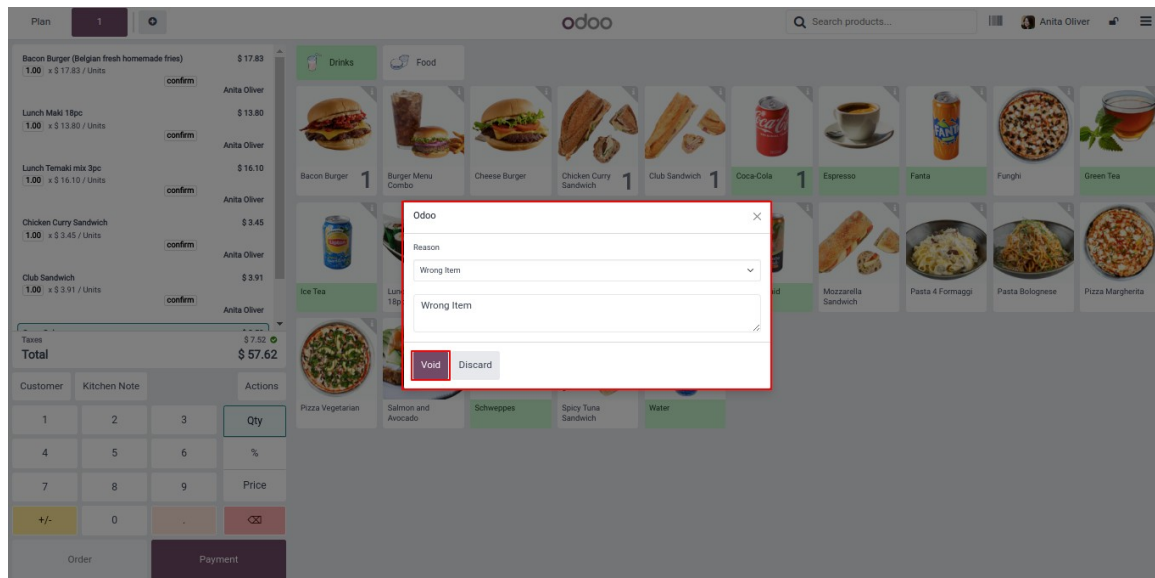 Plan
1
odoo
Search products...
Anita Oliver
Bacon Burger (Belgian fresh homemade fries) $ 17.83
1.00 x $ 17.83 / Units
confirm
Anita Oliver
Lunch Maki 18pc $ 13.80
1.00 x $ 13.80 / Units
confirm
Anita Oliver
Lunch Temaki mix 3pc $ 16.10
1.00 x $ 16.10 / Units
confirm
Anita Oliver
Chicken Curry Sandwich $ 3.45
1.00 x $ 3.45 / Units
confirm
Anita Oliver
Club Sandwich $ 3.91
1.00 x $ 3.91 / Units
confirm
Anita Oliver
Taxes $ 7.52
Total $ 57.62
Customer Kitchen Note Actions
1 2 3 Qty
4 5 6 %
7 8 9 Price
+/- 0 .
Order Payment
Drinks Food
Bacon Burger 1
Burger Menu Combo
Cheese Burger
Chicken Curry Sandwich 1
Club Sandwich 1
Coca-Cola 1
Espresso
Fanta
Funghi
Green Tea
Ice Tea
Mozzarella Sandwich
Pasta 4 Formaggi
Pasta Bolognese
Pizza Margherita
Pizza Vegetarian
Salmon and Avocado
Schweppes
Spicy Tuna Sandwich
Water
Odoo
Reason
Wrong Item
Wrong Item
Void Discard